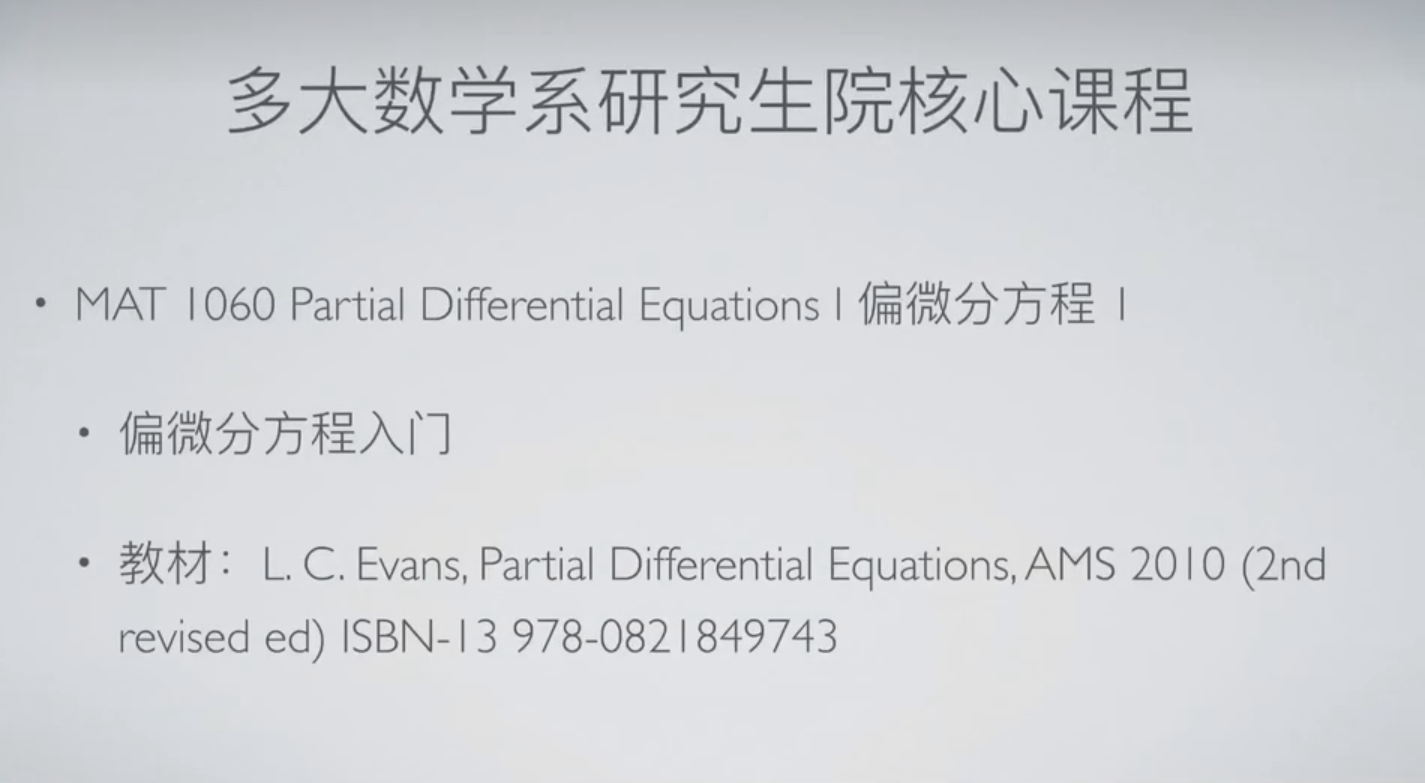 多大数学系研究生院核心课程
• MAT 1060 Partial Differential Equations I 偏微分方程 I
• 偏微分方程入门
• 教材：L. C. Evans, Partial Differential Equations, AMS 2010 (2nd
revised ed) ISBN-13 978-0821849743